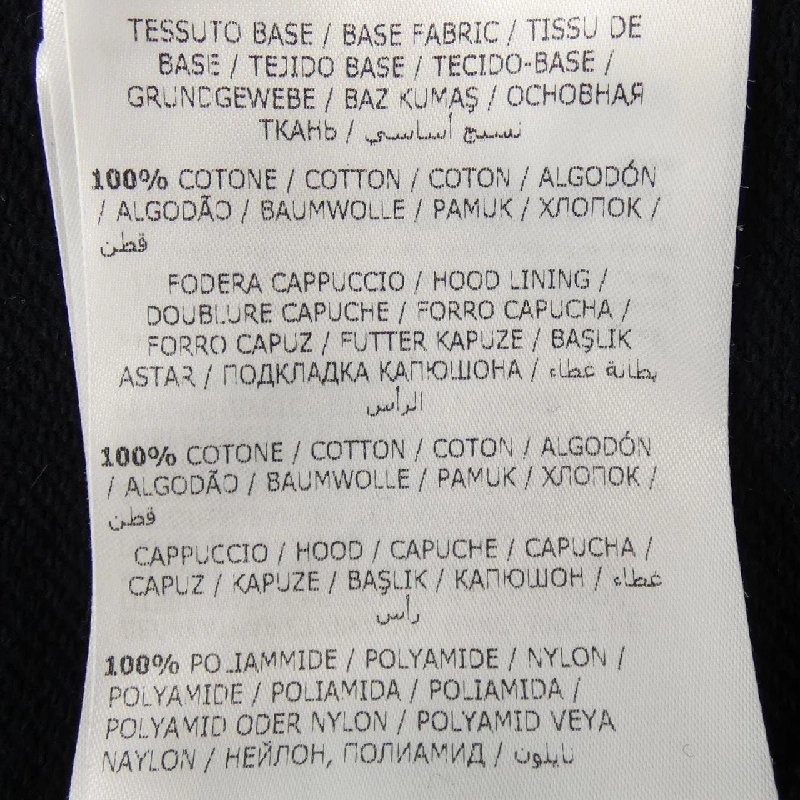 TESSUTO BASE / BASE FABRIC / TISSU DE
BASE / TEJIDO BASE / TECIDO-BASE /
GRUNDGEWEBE / BAZ KUMAŞ / ОСНОВНАЯ
ТКАНЬ / نسيج أساسي
100% COTONE / COTTON / COTON / ALGODÓN
/ ALGODÃO / BAUMWOLLE / PAMUK / ХЛОПОК /
قطن
FODERA CAPPUCCIO / HOOD LINING /
DOUBLURE CAPUCHE / FORRO CAPUCHA /
FORRO CAPUZ / FUTTER KAPUZE / BAŞLIK
ASTAR / ПОДКЛАДКА КАПЮШОНА / بطانة غطاء
الرأس
100% COTONE / COTTON / COTON / ALGODÓN
/ ALGODÃO / BAUMWOLLE / PAMUK / ХЛОПОК /
قطن
CAPPUCCIO / HOOD / CAPUCHE / CAPUCHA /
CAPUZ / KAPUZE / BAŞLIK / КАПЮШОН / غطاء
رأس
100% POLIAMMIDE / POLYAMIDE / NYLON /
POLYAMIDE / POLIAMIDA / POLIAMIDA /
POLYAMID ODER NYLON / POLYAMID VEYA
NAYLON / НЕЙЛОН, ПОЛИАМИД / نايلون